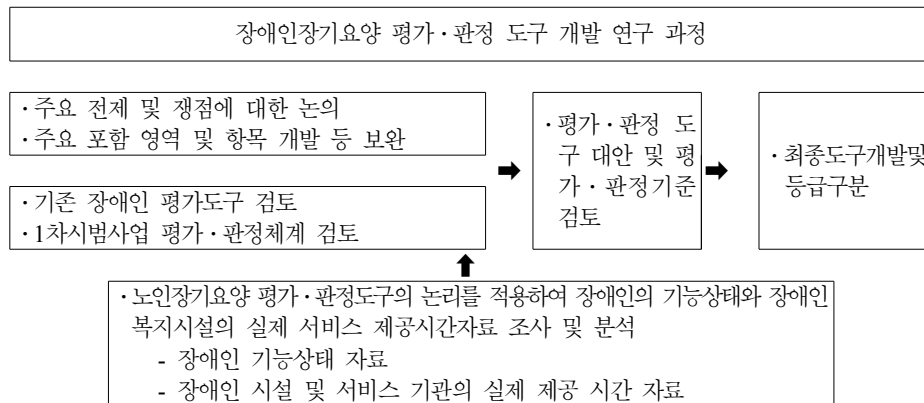 장애인장기요양 평가·판정 도구 개발 연구 과정
·주요 전제 및 쟁점에 대한 논의
·주요 포함 영역 및 항목 개발 등 보완
·기존 장애인 평가도구 검토
·1차시범사업 평가·판정체계 검토
·평가·판정 도
구 대안 및 평
가·판정기준
검토
·최종도구개발및
등급구분
·노인장기요양 평가·판정도구의 논리를 적용하여 장애인의 기능상태와 장애인
복지시설의 실제 서비스 제공시간자료 조사 및 분석
- 장애인 기능상태 자료
- 장애인 시설 및 서비스 기관의 실제 제공 시간 자료